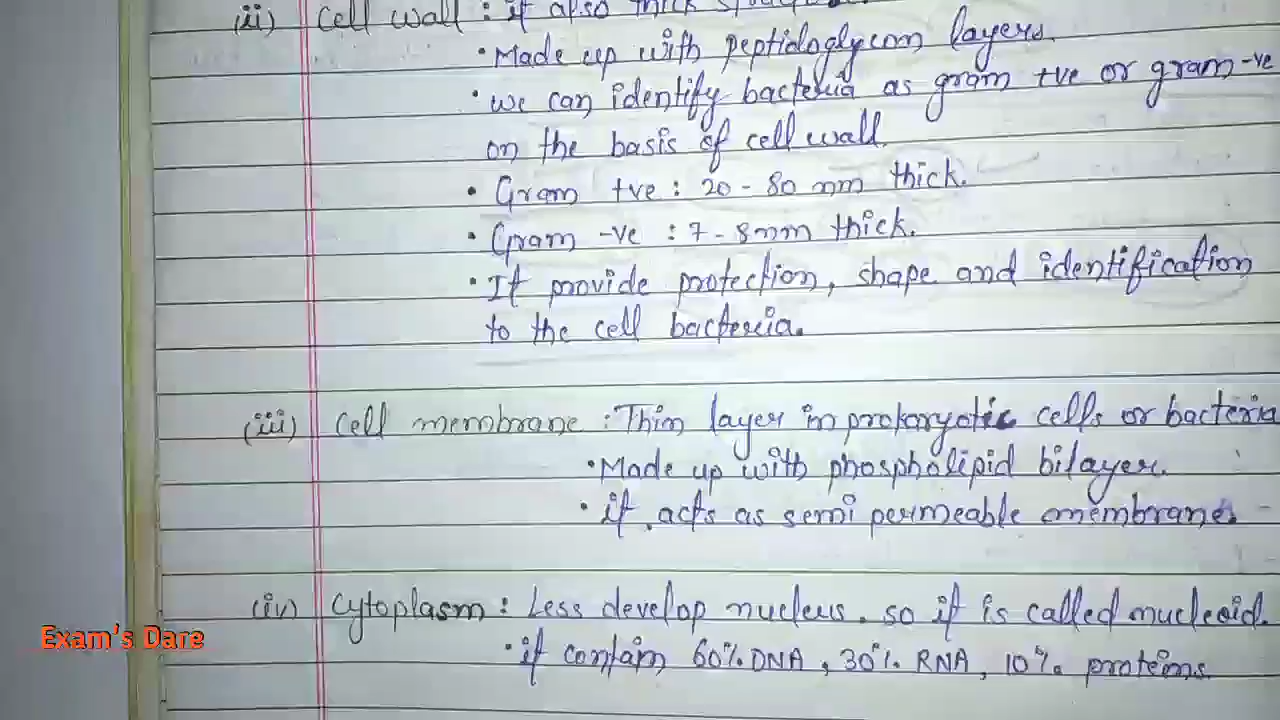 (ii) Cell wall : it also thick
• Made up with peptidoglycon layers.
• we can identify bacteria as gram +ve or gram -ve
on the basis of cell wall.
• Gram +ve : 20 - 80 nm thick.
• Gram -ve : 7 - 8 nm thick.
• It provide protection, shape and identification
to the cell bacteria.
(iii) Cell membrane : Thin layer in prokaryotic cells or bacteria
• Made up with phospholipid bilayer.
• it acts as semi permeable membrane.
(iv) Cytoplasm : Less develop nucleus. so it is called nucleoid.
Exam's Dare
• it contain 60% DNA, 30% RNA, 10% proteins.